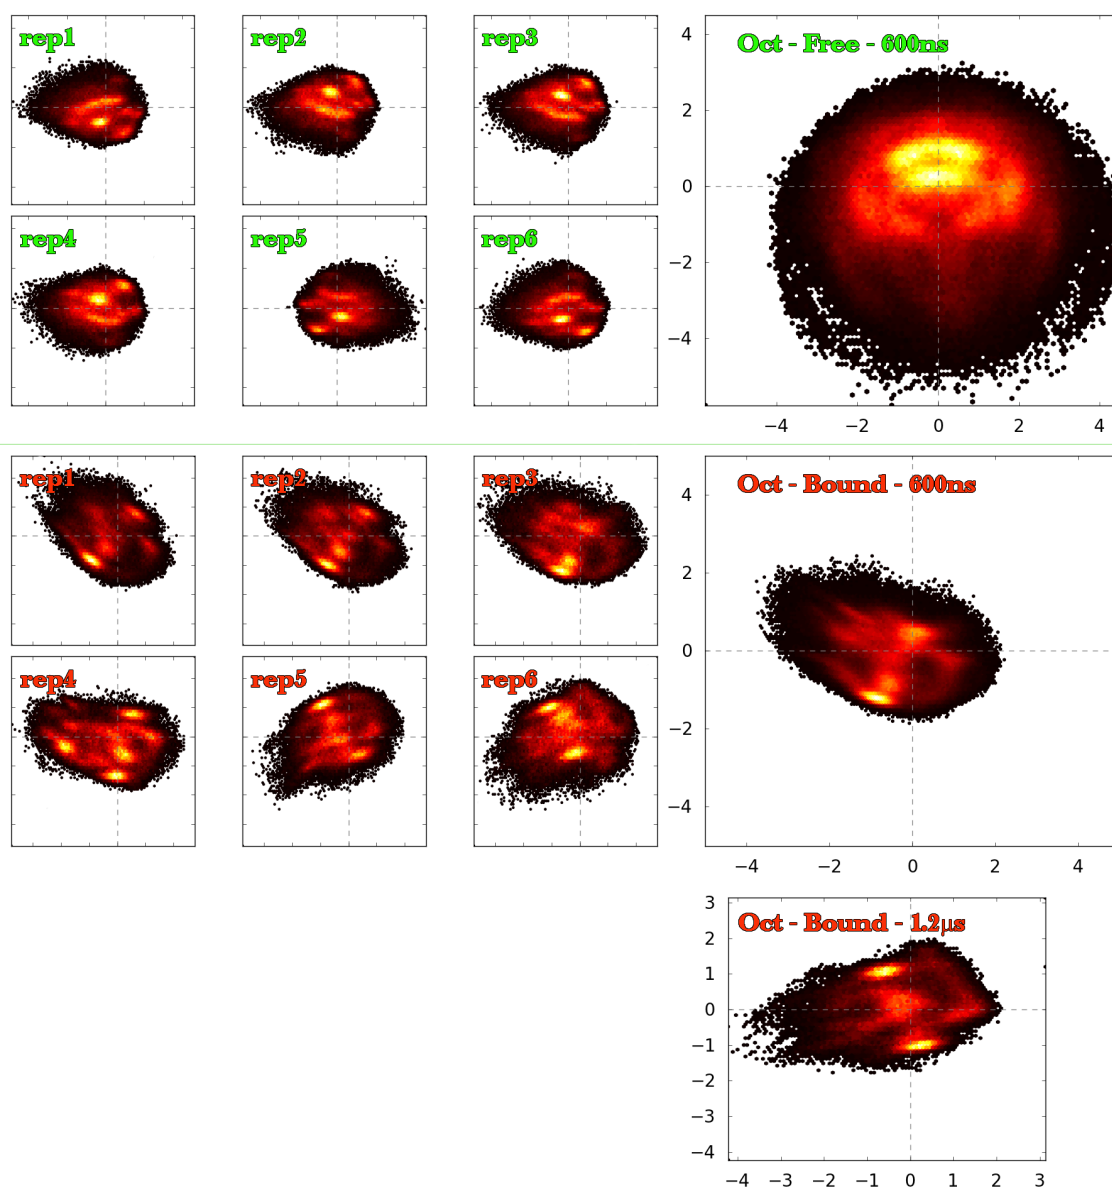 rep1
rep2
rep3
Oct - Free - 600ns
4
2
0
−2
−4
rep4
rep5
rep6
−4 −2 0 2 4
rep1
rep2
rep3
Oct - Bound - 600ns
4
2
0
−2
−4
rep4
rep5
rep6
−4 −2 0 2 4
Oct - Bound - 1.2μs
3
2
1
0
−1
−2
−3
−4
−4 −3 −2 −1 0 1 2 3